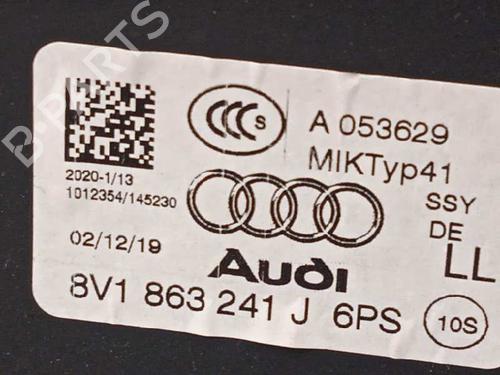 CCC S
A 053629
MIKTyp41
2020-1/13
1012354/145230
SSY
DE
02/12/19
LL
Audi
8V1 863 241 J 6PS
10S
B-PARTS